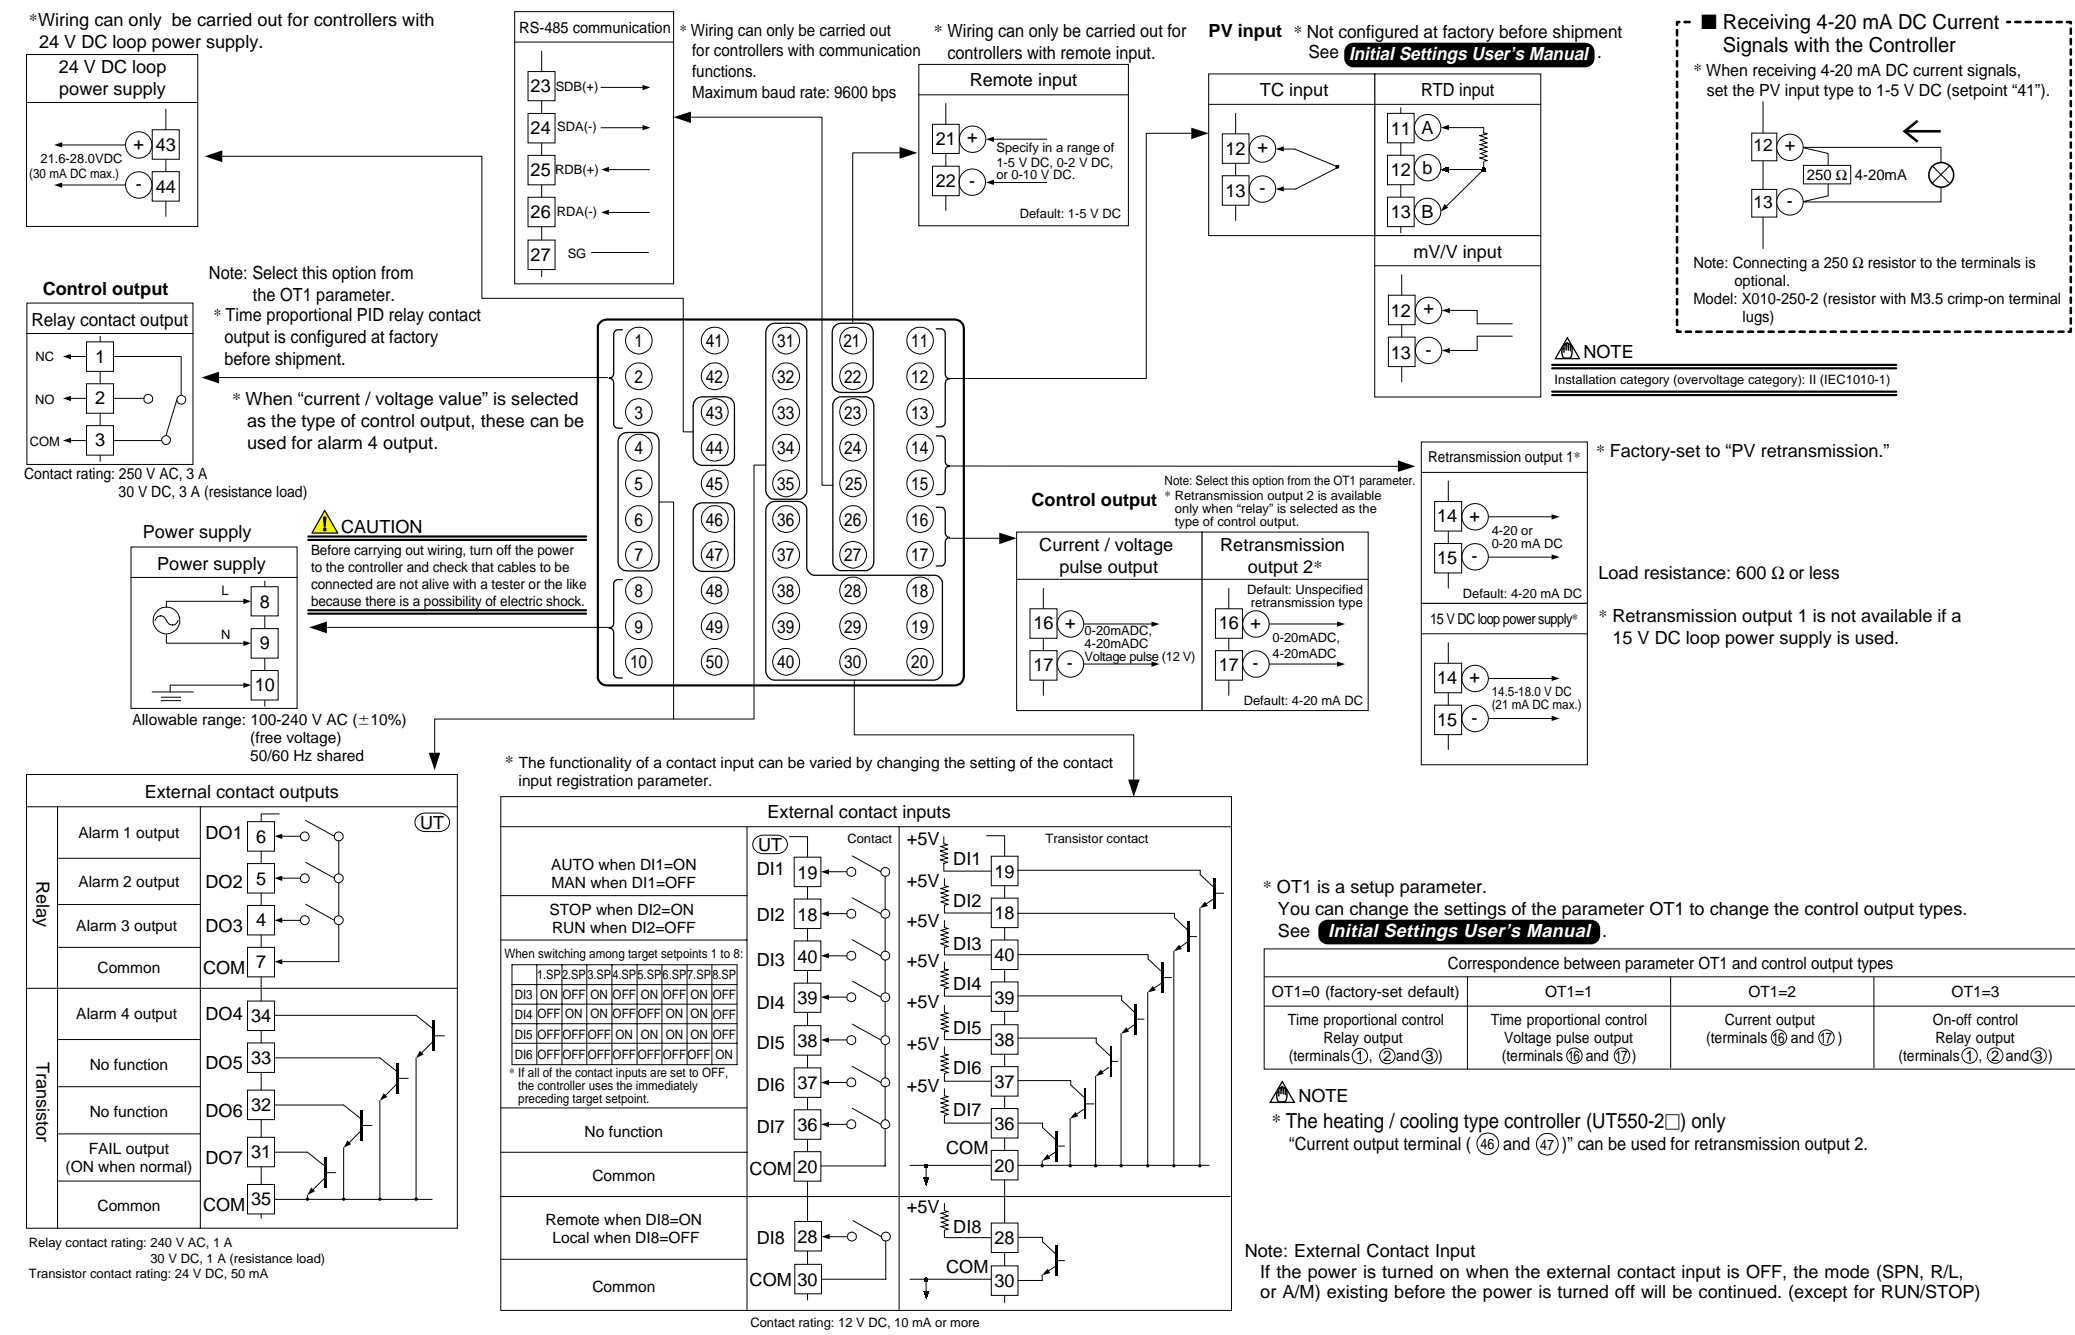 *Wiring can only be carried out for controllers with
24 V DC loop power supply.
24 V DC loop
power supply
+ 43
21.6-28.0VDC
(30 mA DC max.)
- 44
RS-485 communication
23 SDB(+)
24 SDA(-)
25 RDB(+)
26 RDA(-)
27 SG
* Wiring can only be carried out
for controllers with communication
functions.
Maximum baud rate: 9600 bps
* Wiring can only be carried out for
controllers with remote input.
Remote input
21 +
Specify in a range of
1-5 V DC, 0-2 V DC,
or 0-10 V DC.
22 -
Default: 1-5 V DC
PV input * Not configured at factory before shipment
See Initial Settings User's Manual .
TC input
12 +
13 -
RTD input
11 A
12 b
13 B
mV/V input
12 +
13 -
■ Receiving 4-20 mA DC Current
Signals with the Controller
* When receiving 4-20 mA DC current signals,
set the PV input type to 1-5 V DC (setpoint “41”).
12 +
250 Ω 4-20mA
13 -
Note: Connecting a 250 Ω resistor to the terminals is
optional.
Model: X010-250-2 (resistor with M3.5 crimp-on terminal
lugs)
NOTE
Installation category (overvoltage category): II (IEC1010-1)
Control output
Relay contact output
NC 1
NO 2
COM 3
Contact rating: 250 V AC, 3 A
30 V DC, 3 A (resistance load)
Note: Select this option from
the OT1 parameter.
* Time proportional PID relay contact
output is configured at factory
before shipment.
* When “current / voltage value” is selected
as the type of control output, these can be
used for alarm 4 output.
1 41 31 21 11
2 42 32 22 12
3 43 33 23 13
4 44 34 24 14
5 45 35 25 15
6 46 36 26 16
7 47 37 27 17
8 48 38 28 18
9 49 39 29 19
10 50 40 30 20
Power supply
Power supply
L 8
N 9
10
Allowable range: 100-240 V AC (±10%)
(free voltage)
50/60 Hz shared
CAUTION
Before carrying out wiring, turn off the power
to the controller and check that cables to be
connected are not alive with a tester or the like
because there is a possibility of electric shock.
Control output
Note: Select this option from the OT1 parameter.
* Retransmission output 2 is available
only when “relay” is selected as the
type of control output.
Current / voltage
pulse output
16 +
0-20mADC,
4-20mADC
Voltage pulse (12 V)
17 -
Retransmission
output 2*
Default: Unspecified
retransmission type
16 +
0-20mADC,
4-20mADC
17 -
Default: 4-20 mA DC
Retransmission output 1*
14 +
4-20 or
0-20 mA DC
15 -
Default: 4-20 mA DC
15 V DC loop power supply*
14 +
14.5-18.0 V DC
(21 mA DC max.)
15 -
* Factory-set to “PV retransmission.”
Load resistance: 600 Ω or less
* Retransmission output 1 is not available if a
15 V DC loop power supply is used.
External contact outputs
UT
Relay
Alarm 1 output DO1 6
Alarm 2 output DO2 5
Alarm 3 output DO3 4
Common COM 7
Transistor
Alarm 4 output DO4 34
No function DO5 33
No function DO6 32
FAIL output
(ON when normal) DO7 31
Common COM 35
Relay contact rating: 240 V AC, 1 A
30 V DC, 1 A (resistance load)
Transistor contact rating: 24 V DC, 50 mA
* The functionality of a contact input can be varied by changing the setting of the contact
input registration parameter.
External contact inputs
AUTO when DI1=ON
MAN when DI1=OFF
STOP when DI2=ON
RUN when DI2=OFF
When switching among target setpoints 1 to 8:
1.SP 2.SP 3.SP 4.SP 5.SP 6.SP 7.SP 8.SP
DI3 ON OFF ON OFF ON OFF ON OFF
DI4 OFF ON ON OFF OFF ON ON OFF
DI5 OFF OFF OFF ON ON ON ON OFF
DI6 OFF OFF OFF OFF OFF OFF OFF ON
* If all of the contact inputs are set to OFF,
the controller uses the immediately
preceding target setpoint.
No function
Common
Remote when DI8=ON
Local when DI8=OFF
Common
UT Contact
DI1 19
DI2 18
DI3 40
DI4 39
DI5 38
DI6 37
DI7 36
COM 20
DI8 28
COM 30
Transistor contact
+5V DI1 19
+5V DI2 18
+5V DI3 40
+5V DI4 39
+5V DI5 38
+5V DI6 37
+5V DI7 36
COM 20
+5V DI8 28
COM 30
Contact rating: 12 V DC, 10 mA or more
* OT1 is a setup parameter.
You can change the settings of the parameter OT1 to change the control output types.
See Initial Settings User's Manual .
Correspondence between parameter OT1 and control output types
OT1=0 (factory-set default) OT1=1 OT1=2 OT1=3
Time proportional control
Relay output
(terminals ①, ② and ③)
Time proportional control
Voltage pulse output
(terminals ⑯ and ⑰)
Current output
(terminals ⑯ and ⑰)
On-off control
Relay output
(terminals ①, ② and ③)
NOTE
* The heating / cooling type controller (UT550-2□) only
“Current output terminal ( ㊻ and ㊼ )” can be used for retransmission output 2.
Note: External Contact Input
If the power is turned on when the external contact input is OFF, the mode (SPN, R/L,
or A/M) existing before the power is turned off will be continued. (except for RUN/STOP)